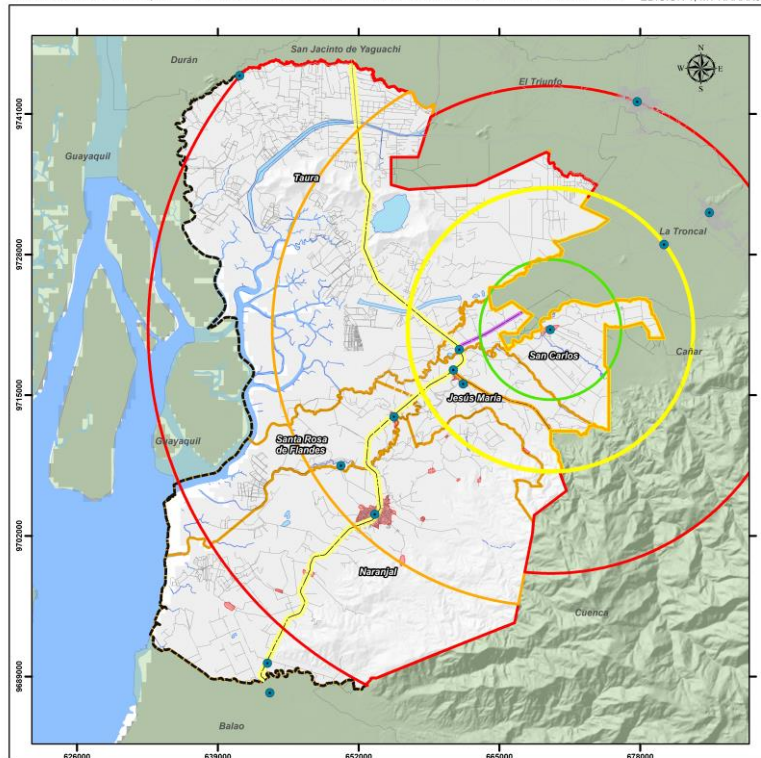 San Jacinto de Yaguachi
Durán
N
W
E
S
El Triunfo
9741000
Guayaquil
Taura
La Troncal
9728000
Cañar
San Carlos
Jesús María
9715000
Guayaquil
Santa Rosa
de Flandes
9702000
Naranjal
Cuenca
9689000
Balao
626000
639000
652000
665000
678000